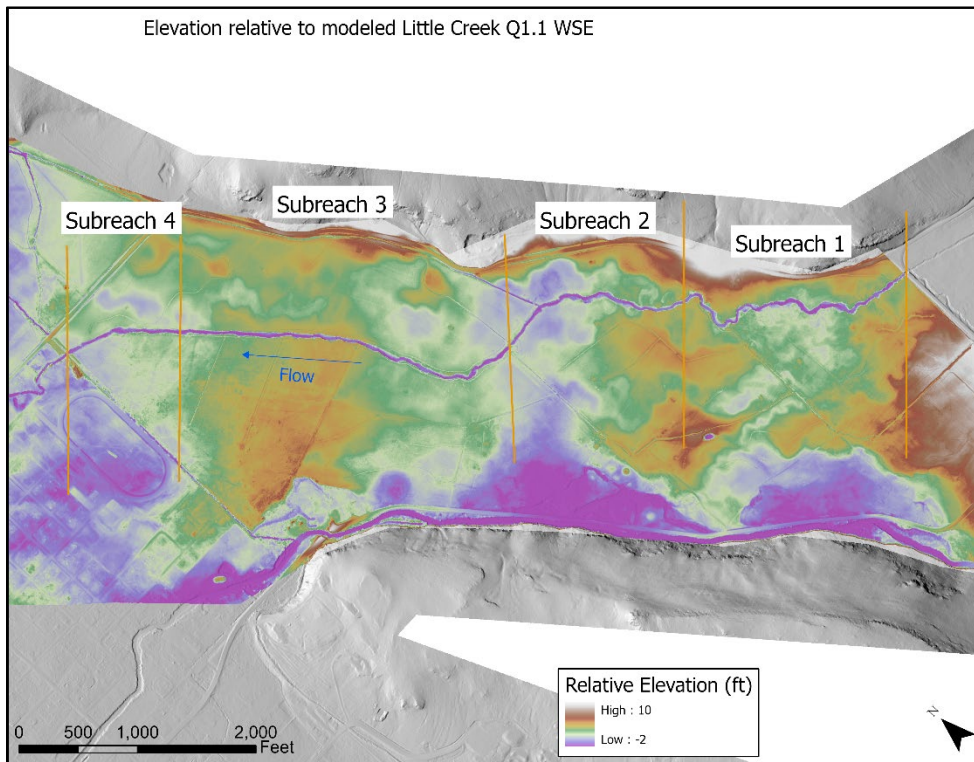 Elevation relative to modeled Little Creek Q1.1 WSE
Subreach 4
Subreach 3
Subreach 2
Subreach 1
Flow
Relative Elevation (ft)
High : 10
Low : -2
0 500 1,000 2,000
Feet
N